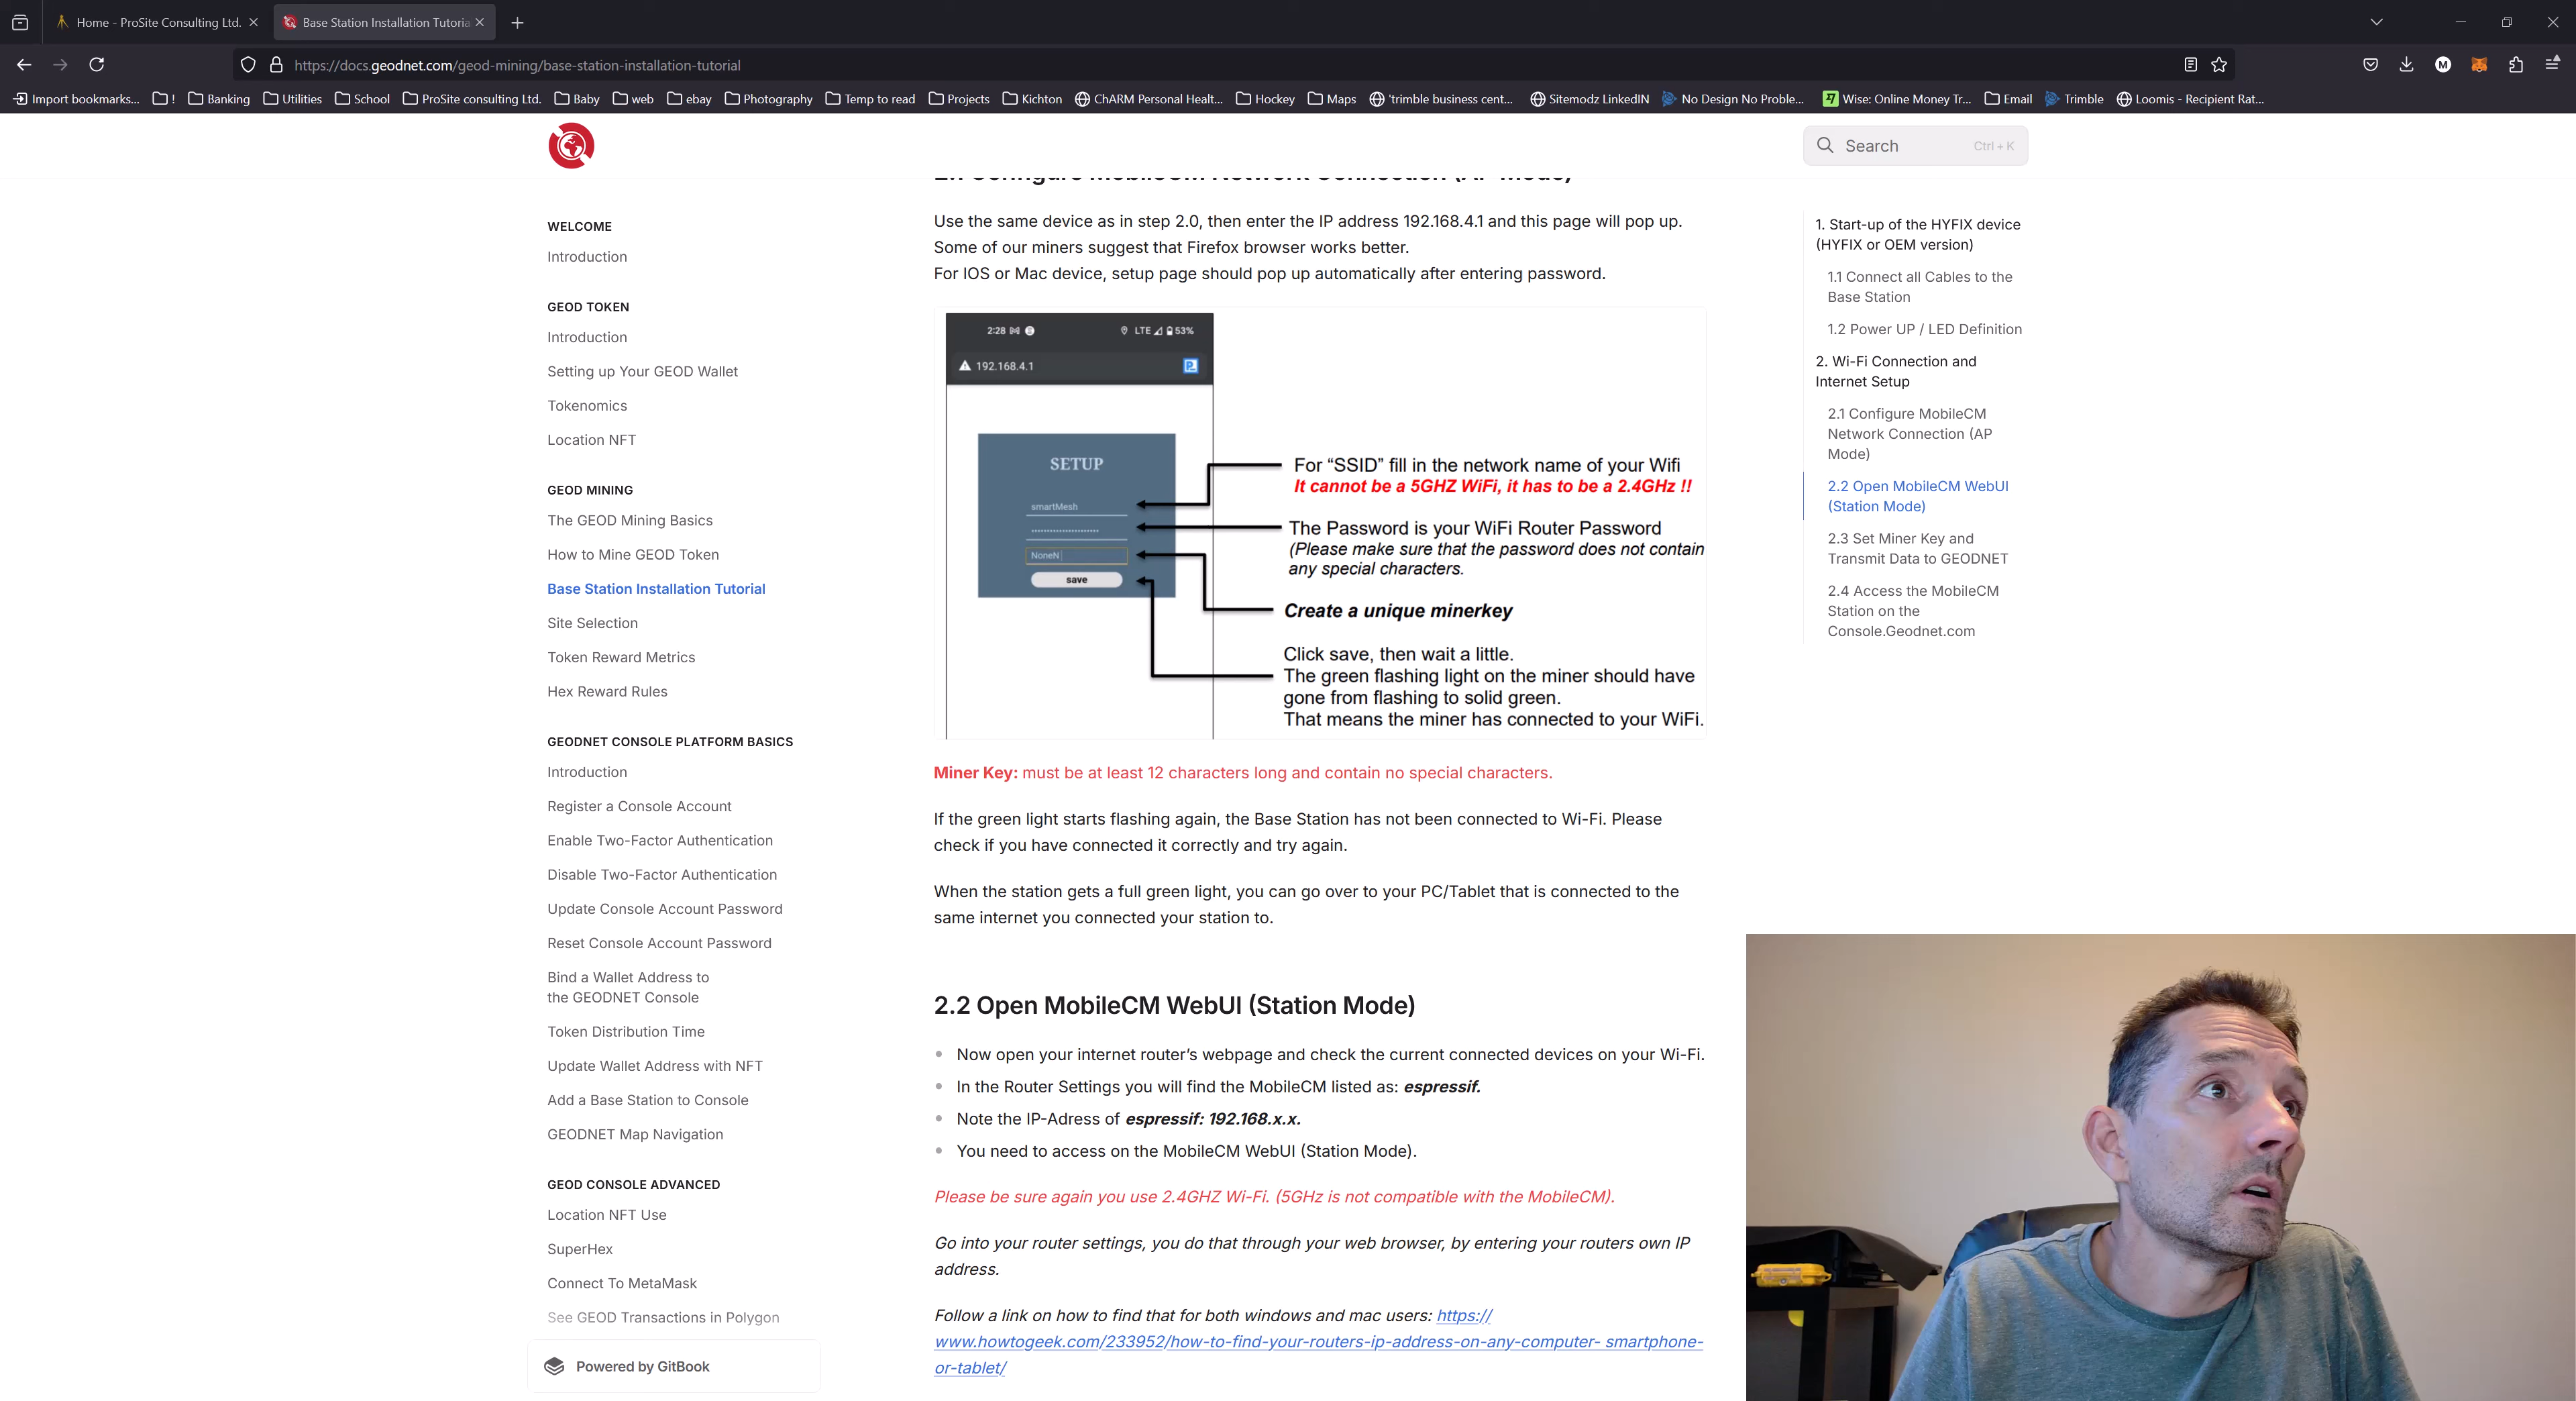 Home - ProSite Consulting Ltd.
Base Station Installation Tutoria
https://docs.geodnet.com/geod-mining/base-station-installation-tutorial
M
Import bookmarks...
!
Banking
Utilities
School
ProSite consulting Ltd.
Baby
web
ebay
Photography
Temp to read
Projects
Kichton
ChARM Personal Healt...
Hockey
Maps
'trimble business cent...
Sitemodz LinkedIN
No Design No Proble...
Wise: Online Money Tr...
Email
Trimble
Loomis - Recipient Rat...
Search
Ctrl + K
WELCOME
Introduction
GEOD TOKEN
Introduction
Setting up Your GEOD Wallet
Tokenomics
Location NFT
GEOD MINING
The GEOD Mining Basics
How to Mine GEOD Token
Base Station Installation Tutorial
Site Selection
Token Reward Metrics
Hex Reward Rules
GEODNET CONSOLE PLATFORM BASICS
Introduction
Register a Console Account
Enable Two-Factor Authentication
Disable Two-Factor Authentication
Update Console Account Password
Reset Console Account Password
Bind a Wallet Address to
the GEODNET Console
Token Distribution Time
Update Wallet Address with NFT
Add a Base Station to Console
GEODNET Map Navigation
GEOD CONSOLE ADVANCED
Location NFT Use
SuperHex
Connect To MetaMask
See GEOD Transactions in Polygon
Powered by GitBook
2.1 Configure MobileCM Network Connection (AP Mode)
Use the same device as in step 2.0, then enter the IP address 192.168.4.1 and this page will pop up.
Some of our miners suggest that Firefox browser works better.
For IOS or Mac device, setup page should pop up automatically after entering password.
2:28
LTE
53%
192.168.4.1
SETUP
smartMesh
NoneN
save
For “SSID” fill in the network name of your Wifi
It cannot be a 5GHZ WiFi, it has to be a 2.4GHz !!
The Password is your WiFi Router Password
(Please make sure that the password does not contain
any special characters.
Create a unique minerkey
Click save, then wait a little.
The green flashing light on the miner should have
gone from flashing to solid green.
That means the miner has connected to your WiFi.
Miner Key: must be at least 12 characters long and contain no special characters.
If the green light starts flashing again, the Base Station has not been connected to Wi-Fi. Please
check if you have connected it correctly and try again.
When the station gets a full green light, you can go over to your PC/Tablet that is connected to the
same internet you connected your station to.
2.2 Open MobileCM WebUI (Station Mode)
Now open your internet router’s webpage and check the current connected devices on your Wi-Fi.
In the Router Settings you will find the MobileCM listed as: espressif.
Note the IP-Adress of espressif: 192.168.x.x.
You need to access on the MobileCM WebUI (Station Mode).
Please be sure again you use 2.4GHZ Wi-Fi. (5GHz is not compatible with the MobileCM).
Go into your router settings, you do that through your web browser, by entering your routers own IP
address.
Follow a link on how to find that for both windows and mac users: https://
www.howtogeek.com/233952/how-to-find-your-routers-ip-address-on-any-computer- smartphone-
or-tablet/
1. Start-up of the HYFIX device
(HYFIX or OEM version)
1.1 Connect all Cables to the
Base Station
1.2 Power UP / LED Definition
2. Wi-Fi Connection and
Internet Setup
2.1 Configure MobileCM
Network Connection (AP
Mode)
2.2 Open MobileCM WebUI
(Station Mode)
2.3 Set Miner Key and
Transmit Data to GEODNET
2.4 Access the MobileCM
Station on the
Console.Geodnet.com